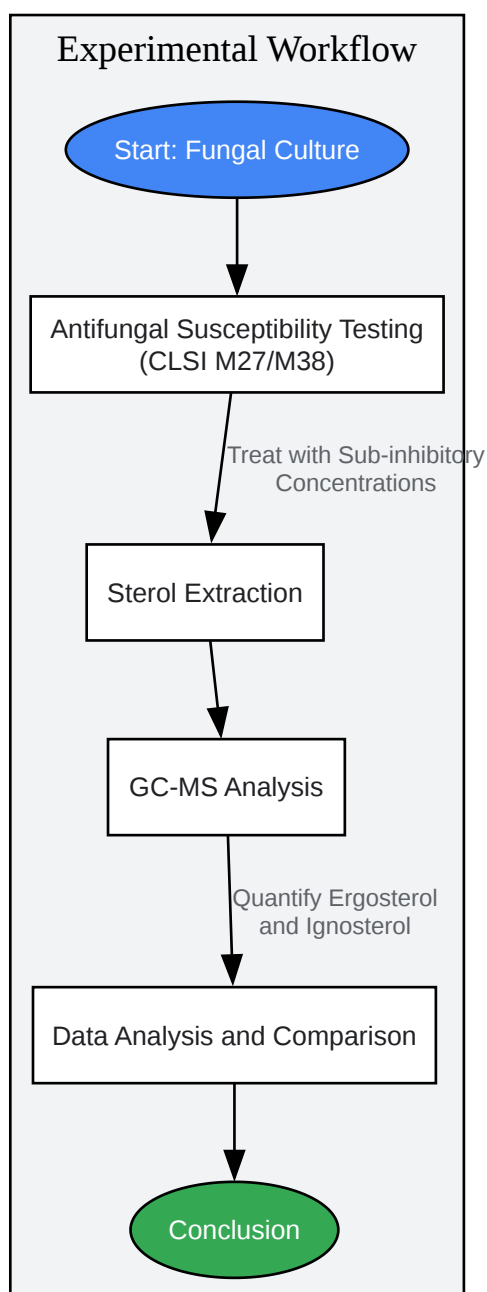 Experimental Workflow
Start: Fungal Culture
Antifungal Susceptibility Testing
(CLSI M27/M38)
Treat with Sub-inhibitory
Concentrations
Sterol Extraction
GC-MS Analysis
Quantify Ergosterol
and Ignosterol
Data Analysis and Comparison
Conclusion